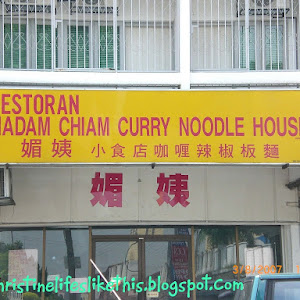 ESTORAN
MADAM CHIAM CURRY NOODLE HOUS
媚姨 小食店咖喱辣椒板麵
媚姨
hristinelifeslikethis.blogspot.com